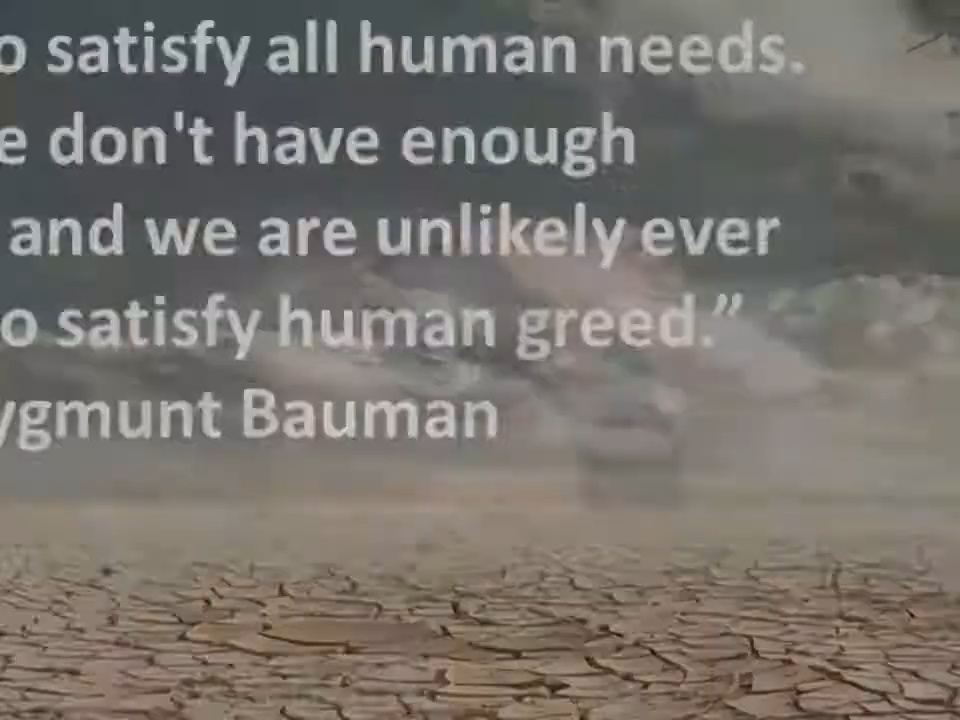 o satisfy all human needs.
e don't have enough
and we are unlikely ever
o satisfy human greed.”
ygmunt Bauman